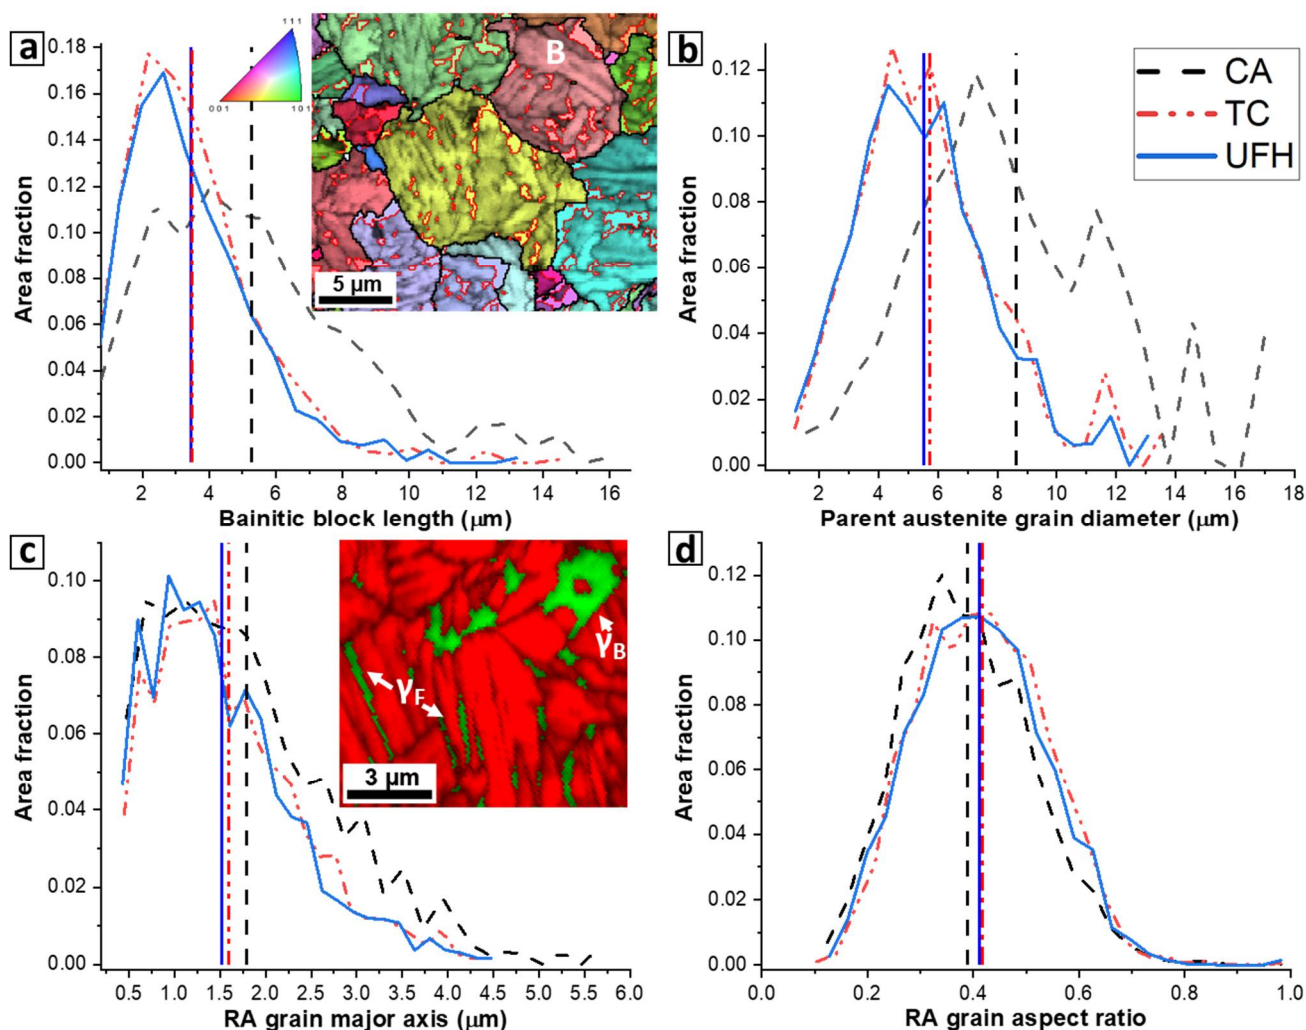 a
0.18
0.16
0.14
0.12
0.10
0.08
0.06
0.04
0.02
0.00
Area fraction
2 4 6 8 10 12 14 16
Bainitic block length (μm)
111
001 101
B
5 μm
b
0.12
0.10
0.08
0.06
0.04
0.02
0.00
Area fraction
2 4 6 8 10 12 14 16 18
Parent austenite grain diameter (μm)
CA
TC
UFH
c
0.10
0.08
0.06
0.04
0.02
0.00
Area fraction
0.5 1.0 1.5 2.0 2.5 3.0 3.5 4.0 4.5 5.0 5.5 6.0
RA grain major axis (μm)
γB
γF
3 μm
d
0.12
0.10
0.08
0.06
0.04
0.02
0.00
Area fraction
0.0 0.2 0.4 0.6 0.8 1.0
RA grain aspect ratio